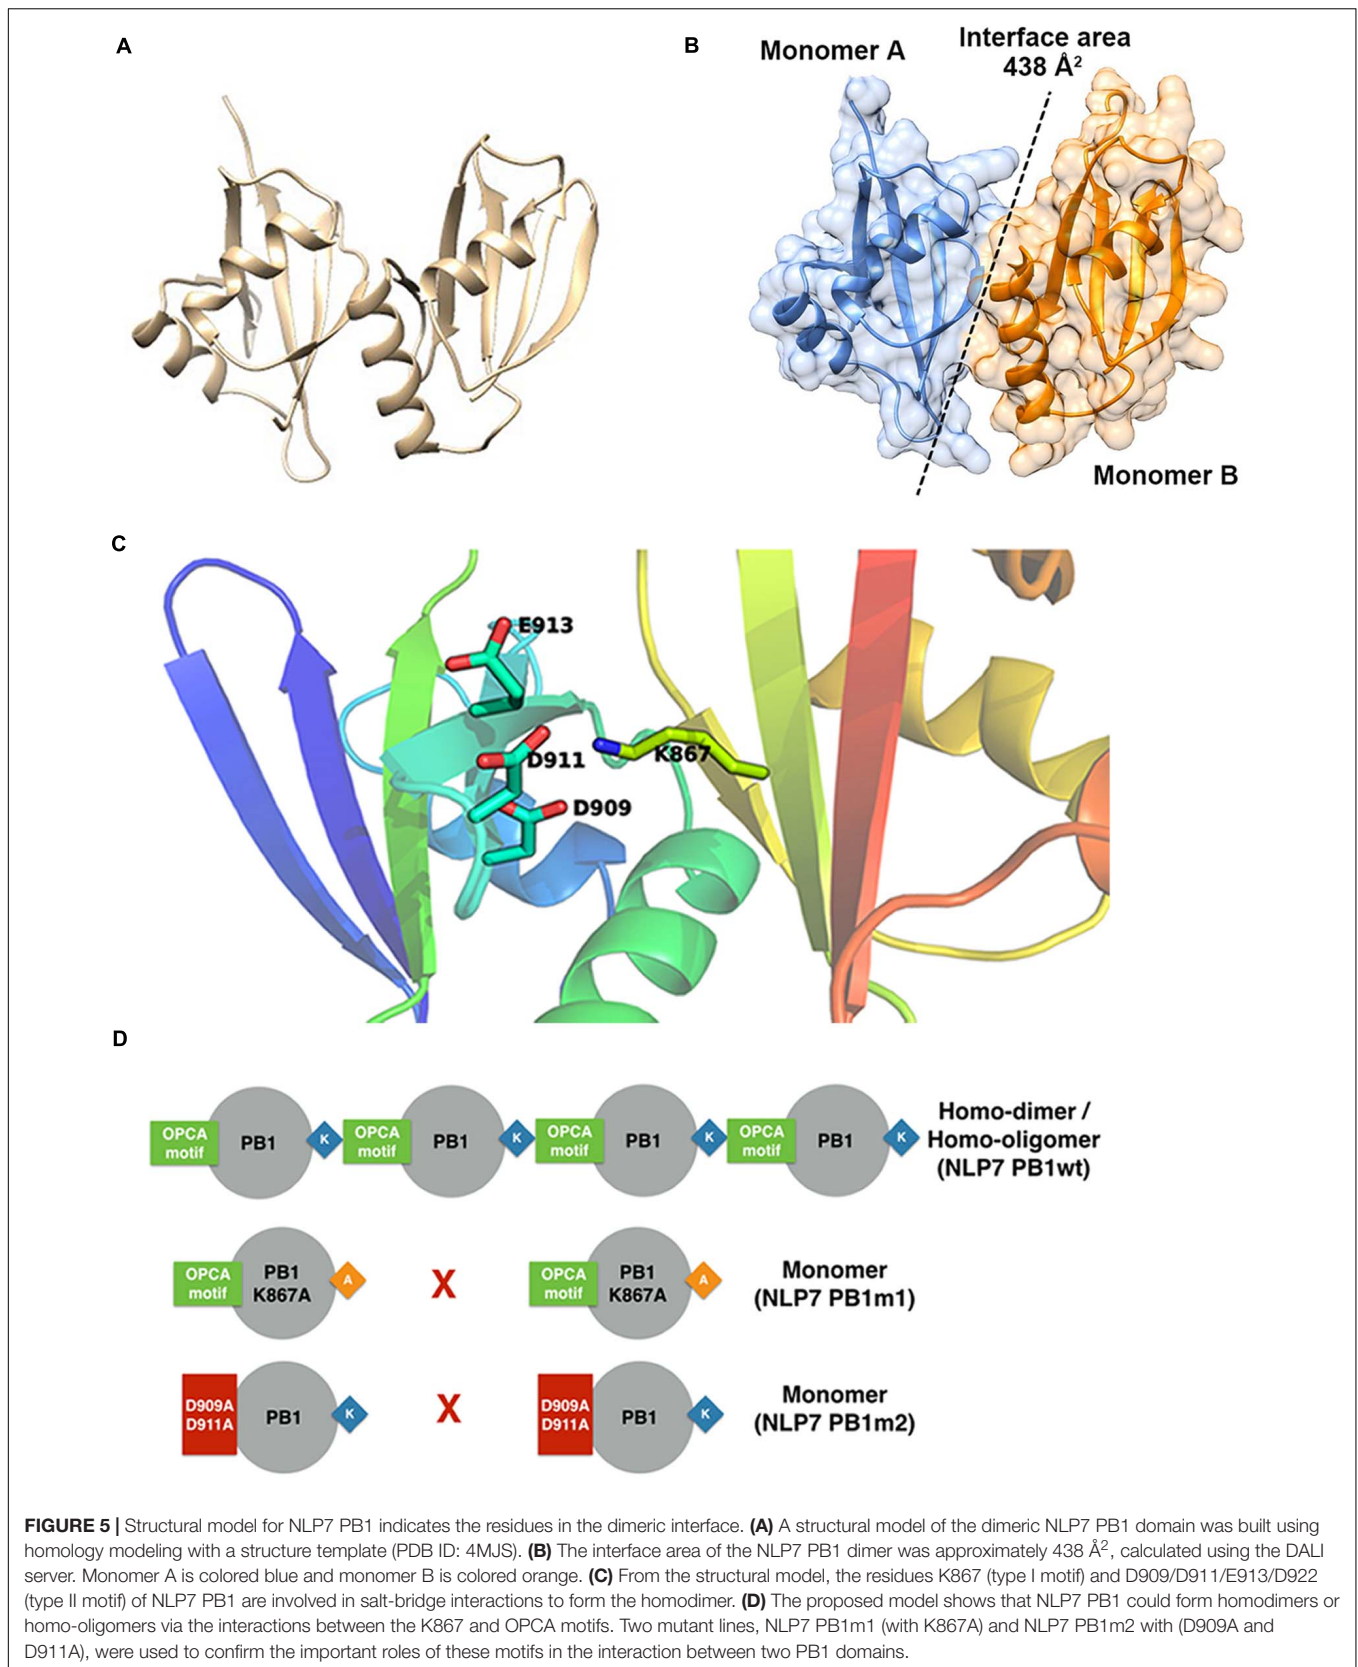 A
B
Monomer A
Interface area
438 Å²
Monomer B
C
E913
D911
K867
D909
D
OPCA
motif
PB1
K
OPCA
motif
PB1
K
OPCA
motif
PB1
K
OPCA
motif
PB1
K
Homo-dimer /
Homo-oligomer
(NLP7 PB1wt)
OPCA
motif
PB1
K867A
A
X
OPCA
motif
PB1
K867A
A
Monomer
(NLP7 PB1m1)
D909A
D911A
PB1
K
X
D909A
D911A
PB1
K
Monomer
(NLP7 PB1m2)
FIGURE 5 | Structural model for NLP7 PB1 indicates the residues in the dimeric interface. (A) A structural model of the dimeric NLP7 PB1 domain was built using
homology modeling with a structure template (PDB ID: 4MJS). (B) The interface area of the NLP7 PB1 dimer was approximately 438 Å², calculated using the DALI
server. Monomer A is colored blue and monomer B is colored orange. (C) From the structural model, the residues K867 (type I motif) and D909/D911/E913/D922
(type II motif) of NLP7 PB1 are involved in salt-bridge interactions to form the homodimer. (D) The proposed model shows that NLP7 PB1 could form homodimers or
homo-oligomers via the interactions between the K867 and OPCA motifs. Two mutant lines, NLP7 PB1m1 (with K867A) and NLP7 PB1m2 with (D909A and
D911A), were used to confirm the important roles of these motifs in the interaction between two PB1 domains.